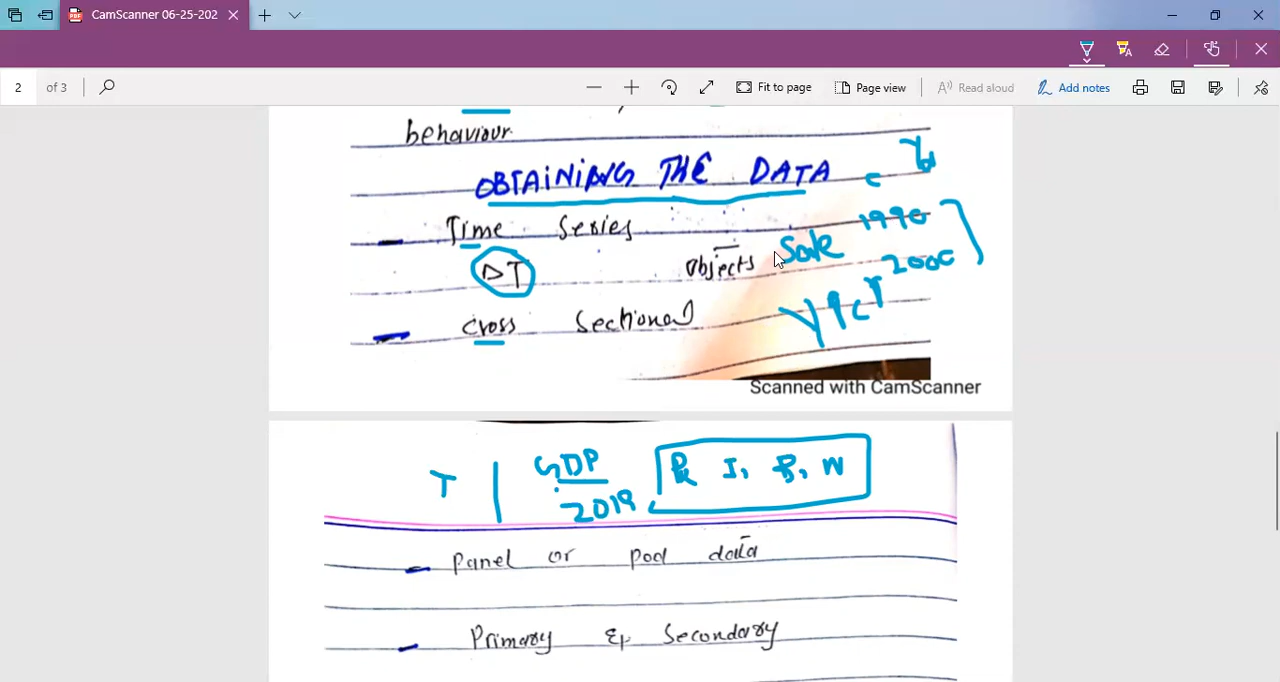 CamScanner 06-25-202
2 of 3
Fit to page
Page view
Read aloud
Add notes
behaviour.
OBTAINING THE DATA
Time Series
1990
ΔT objects Sale 2000
Cross Sectional
Scanned with CamScanner
T GDP I, W
2019
Panel or Pool data
Primary & Secondary